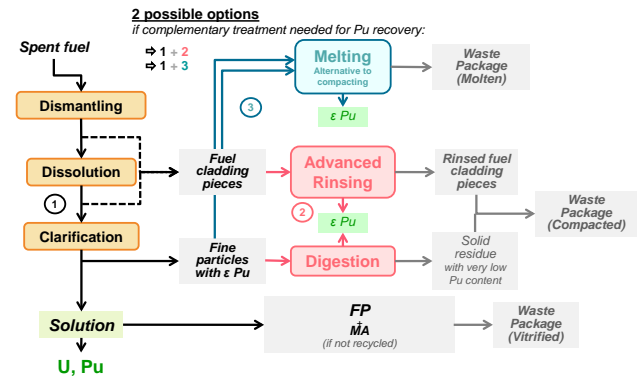 2 possible options
if complementary treatment needed for Pu recovery:
⇨ 1 + 2
⇨ 1 + 3
Spent fuel
Dismantling
Dissolution
1
Clarification
Solution
U, Pu
3
Melting
Alternative to
compacting
ε Pu
Waste
Package
(Molten)
Fuel
cladding
pieces
Advanced
Rinsing
2
ε Pu
Rinsed fuel
cladding
pieces
Waste
Package
(Compacted)
Fine
particles
with ε Pu
Digestion
Solid
residue
with very low
Pu content
FP
+
MA
(if not recycled)
Waste
Package
(Vitrified)